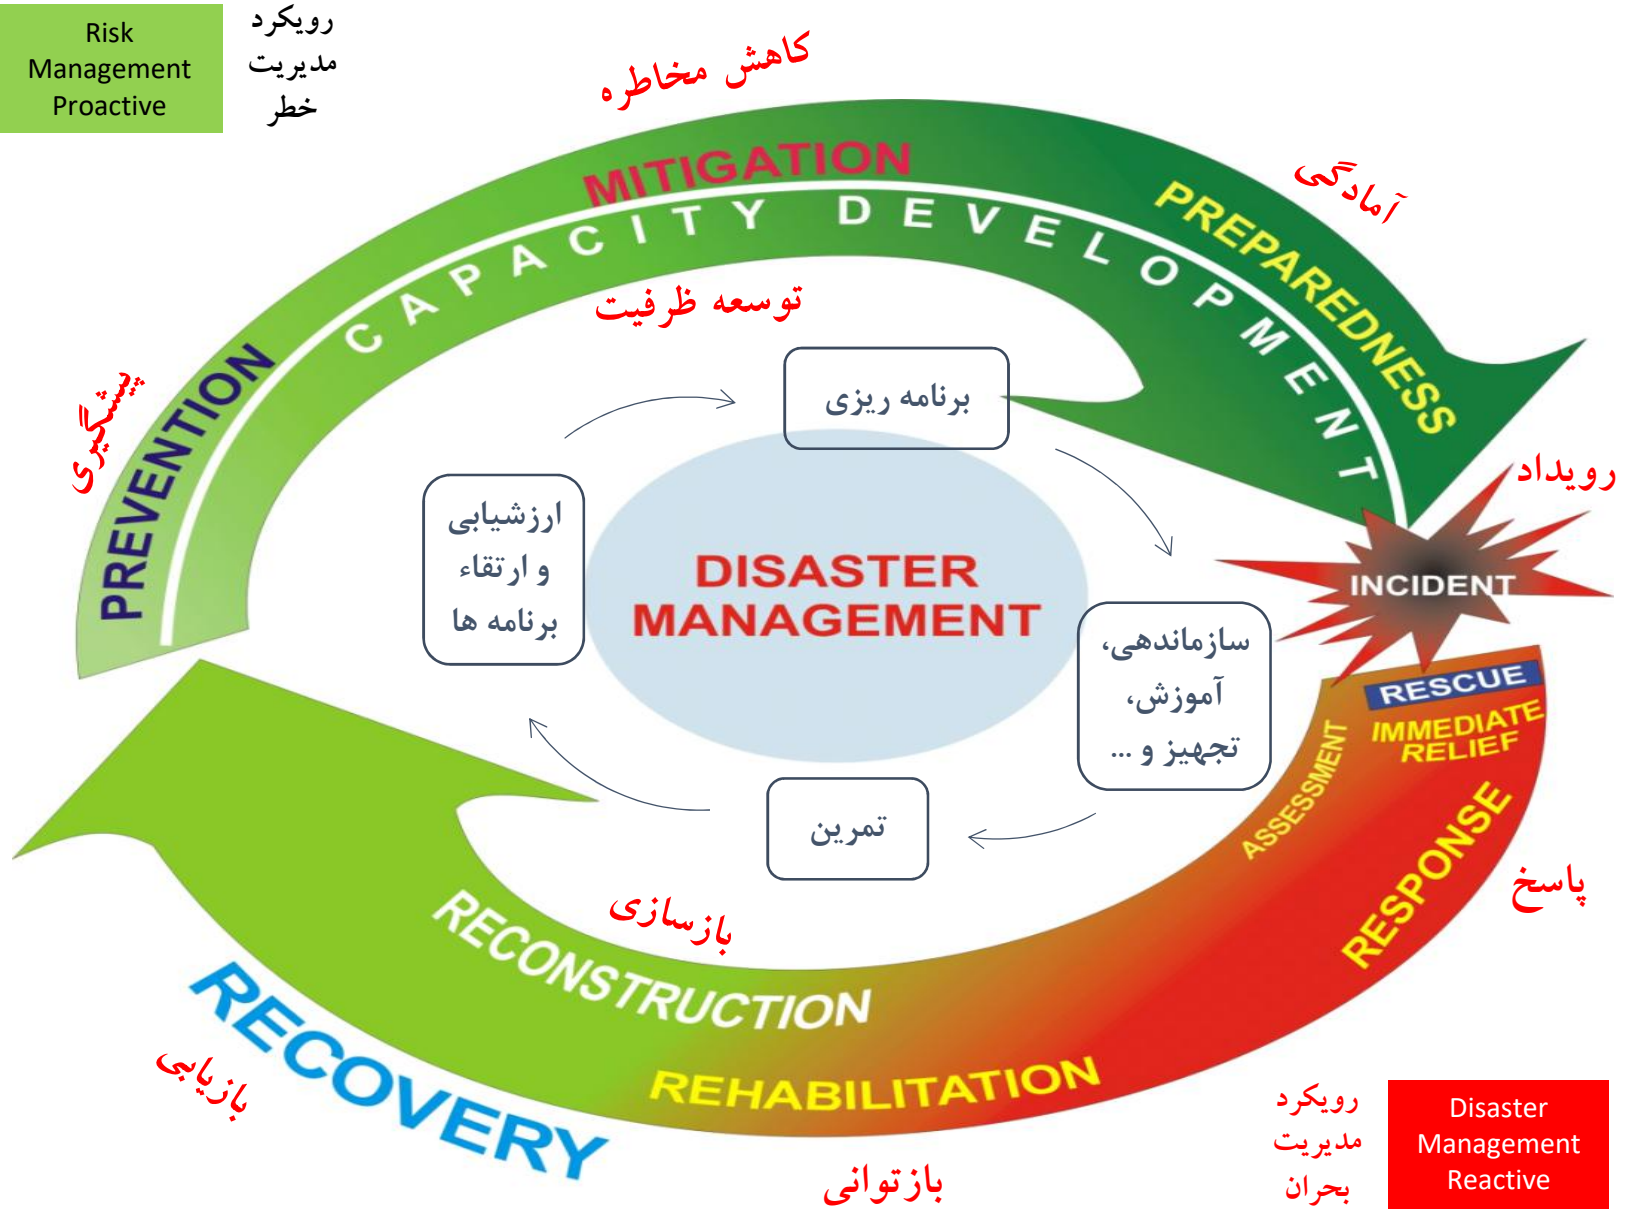 Risk
Management
Proactive
رویکرد
مدیریت
خطر
کاهش مخاطره
MITIGATION
آمادگی
PREPAREDNESS
CAPACITY DEVELOPMENT
توسعه ظرفیت
پیشگیری
PREVENTION
برنامه ریزی
رویداد
INCIDENT
ارزشیابی
و ارتقاء
برنامه ها
DISASTER
MANAGEMENT
سازماندهی،
آموزش،
تجهیز و ...
تمرین
RESCUE
IMMEDIATE
RELIEF
ASSESSMENT
RESPONSE
پاسخ
بازسازی
RECONSTRUCTION
RECOVERY
بازیابی
REHABILITATION
بازتوانی
رویکرد
مدیریت
بحران
Disaster
Management
Reactive